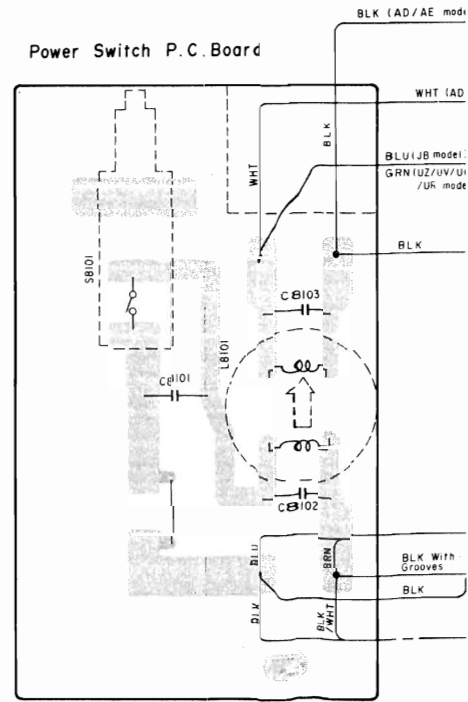 BLK (AD/AE mode
Power Switch P.C. Board
WHT (AD
BLK
WHT
BLU (JB model)
GRN (UZ/UV/U
/UR mode
BLK
S8101
C8103
L8101
C8101
C8102
BLU
BRN
BLK With
Grooves
BLK
BLK
BLK
/WHT